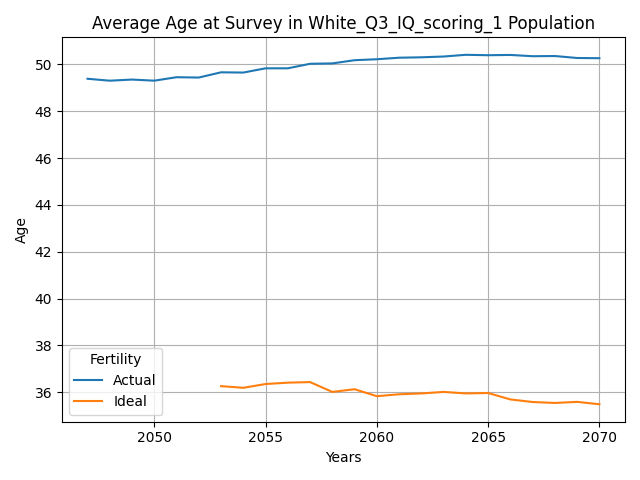 Average Age at Survey in White_Q3_IQ_scoring_1 Population
50
48
46
44
42
40
38
36
Age
Fertility
Actual
Ideal
2050 2055 2060 2065 2070
Years